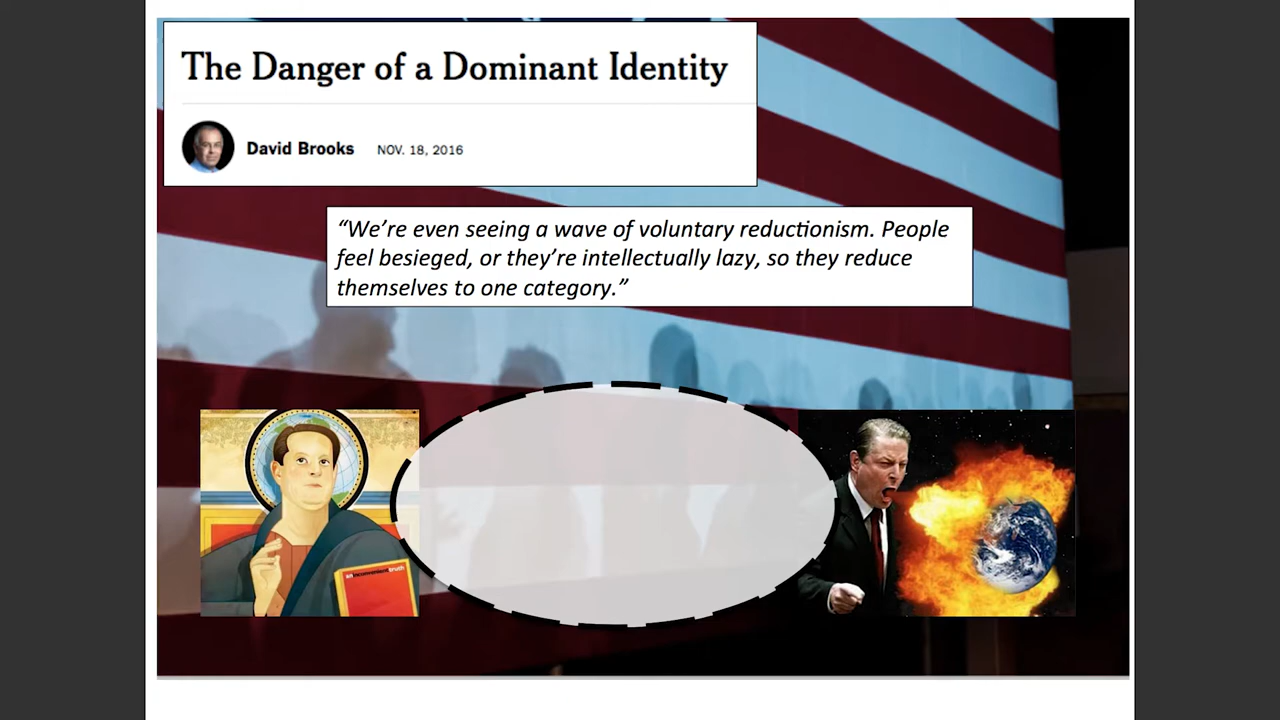 The Danger of a Dominant Identity
David Brooks NOV. 18, 2016
“We’re even seeing a wave of voluntary reductionism. People
feel besieged, or they’re intellectually lazy, so they reduce
themselves to one category.”
aninconvenienttruth